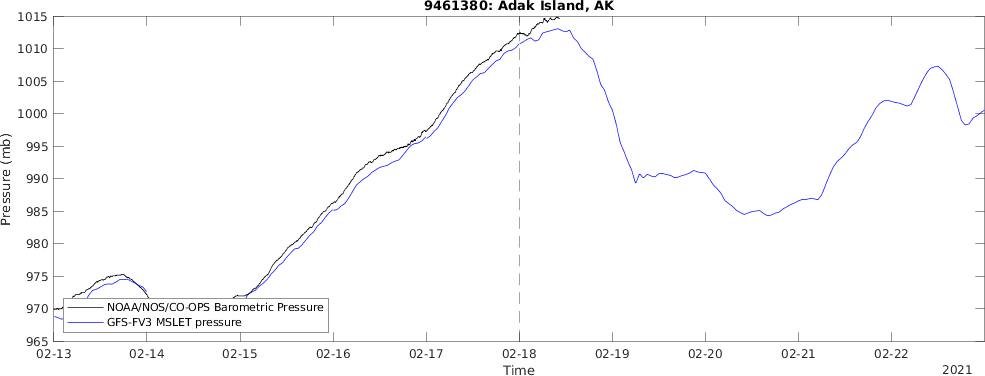 9461380: Adak Island, AK
1015
1010
1005
1000
995
990
985
980
975
970
965
Pressure (mb)
NOAA/NOS/CO-OPS Barometric Pressure
GFS-FV3 MSLET pressure
02-13 02-14 02-15 02-16 02-17 02-18 02-19 02-20 02-21 02-22
Time
2021